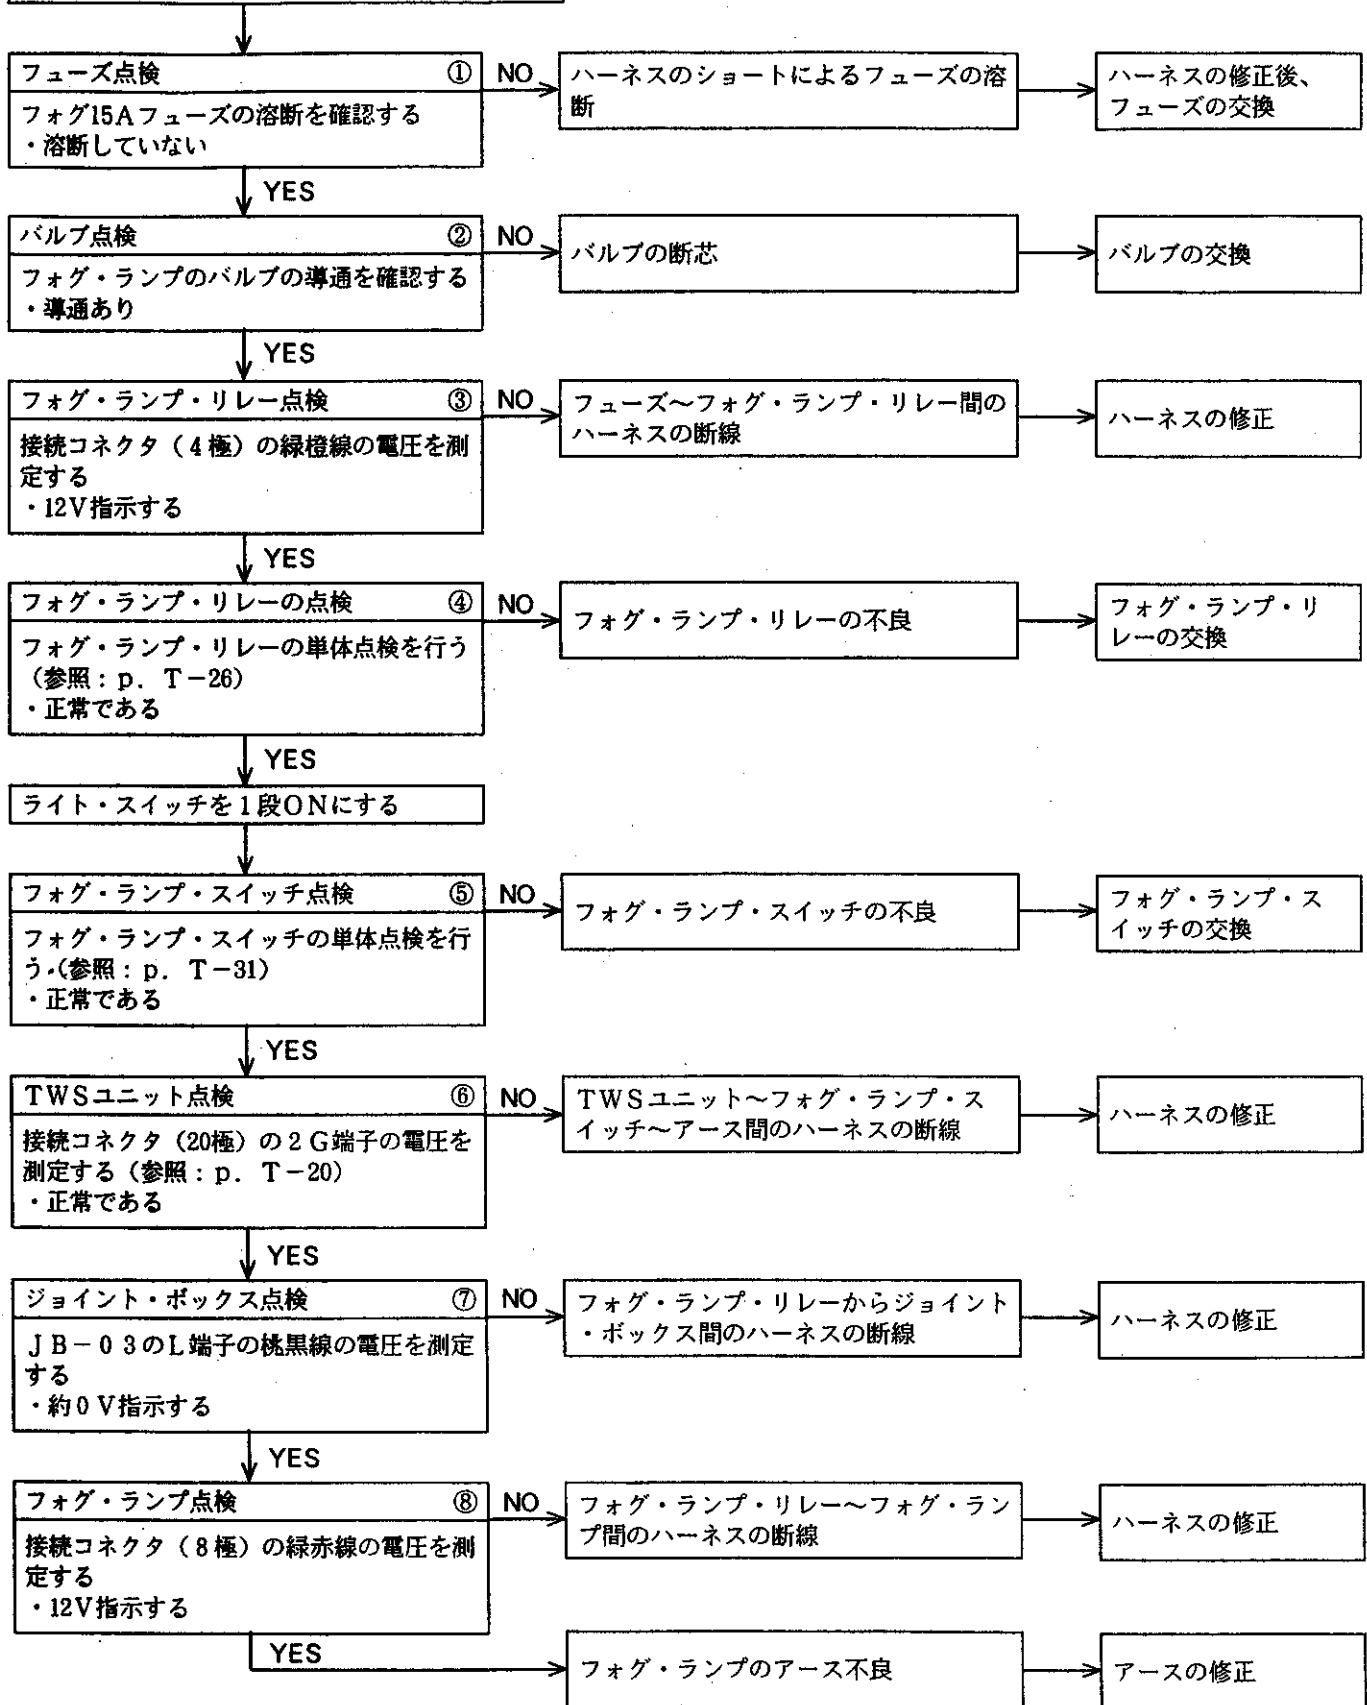 フューズ点検 ①
フォグ15Aフューズの溶断を確認する
・溶断していない
NO
ハーネスのショートによるフューズの溶
断
ハーネスの修正後、
フューズの交換
YES
バルブ点検 ②
フォグ・ランプのバルブの導通を確認する
・導通あり
NO
バルブの断芯
バルブの交換
YES
フォグ・ランプ・リレー点検 ③
接続コネクタ（4極）の緑橙線の電圧を測
定する
・12V指示する
NO
フューズ～フォグ・ランプ・リレー間の
ハーネスの断線
ハーネスの修正
YES
フォグ・ランプ・リレーの点検 ④
フォグ・ランプ・リレーの単体点検を行う
（参照：p. T－26）
・正常である
NO
フォグ・ランプ・リレーの不良
フォグ・ランプ・リ
レーの交換
YES
ライト・スイッチを1段ONにする
フォグ・ランプ・スイッチ点検 ⑤
フォグ・ランプ・スイッチの単体点検を行
う（参照：p. T－31）
・正常である
NO
フォグ・ランプ・スイッチの不良
フォグ・ランプ・ス
イッチの交換
YES
TWSユニット点検 ⑥
接続コネクタ（20極）の2G端子の電圧を
測定する（参照：p. T－20）
・正常である
NO
TWSユニット～フォグ・ランプ・ス
イッチ～アース間のハーネスの断線
ハーネスの修正
YES
ジョイント・ボックス点検 ⑦
JB－03のL端子の桃黒線の電圧を測定
する
・約0V指示する
NO
フォグ・ランプ・リレーからジョイント
・ボックス間のハーネスの断線
ハーネスの修正
YES
フォグ・ランプ点検 ⑧
接続コネクタ（8極）の緑赤線の電圧を測
定する
・12V指示する
NO
フォグ・ランプ・リレー～フォグ・ラン
プ間のハーネスの断線
ハーネスの修正
YES
フォグ・ランプのアース不良
アースの修正